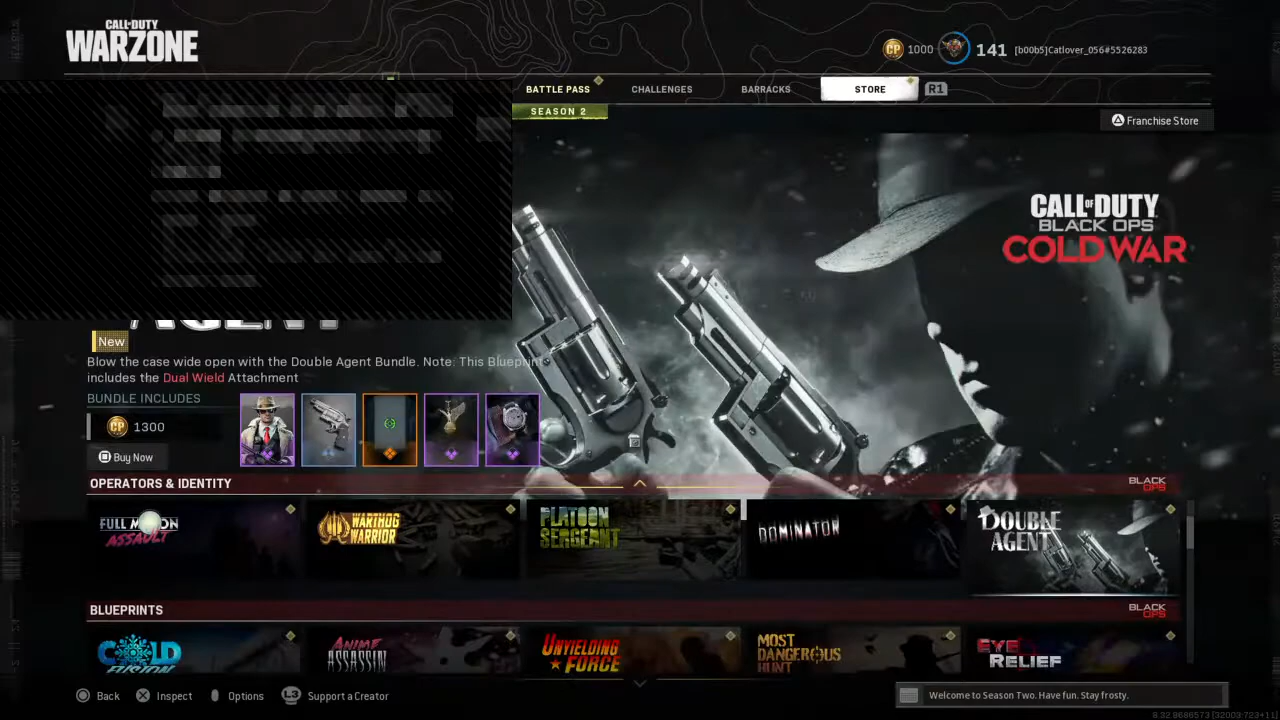 CALL OF DUTY
WARZONE
CP 1000
141
[b00b5]Catlover_056#5526283
BATTLE PASS
CHALLENGES
BARRACKS
STORE
R1
SEASON 2
Franchise Store
CALL OF DUTY
BLACK OPS
COLD WAR
AGENT
New
Blow the case wide open with the Double Agent Bundle. Note: This Blueprint
includes the Dual Wield Attachment
BUNDLE INCLUDES
CP 1300
Buy Now
OPERATORS & IDENTITY
BLACK
OPS
FULL MOON
ASSAULT
WARTHOG
WARRIOR
PLATOON
SERGEANT
DOMINATOR
DOUBLE
AGENT
BLUEPRINTS
BLACK
OPS
COLD
FUSION
ANIME
ASSASSIN
UNYIELDING
FORCE
MOST
DANGEROUS
HUNT
EYE
RELIEF
Back
Inspect
Options
L3
Support a Creator
Welcome to Season Two. Have fun. Stay frosty.